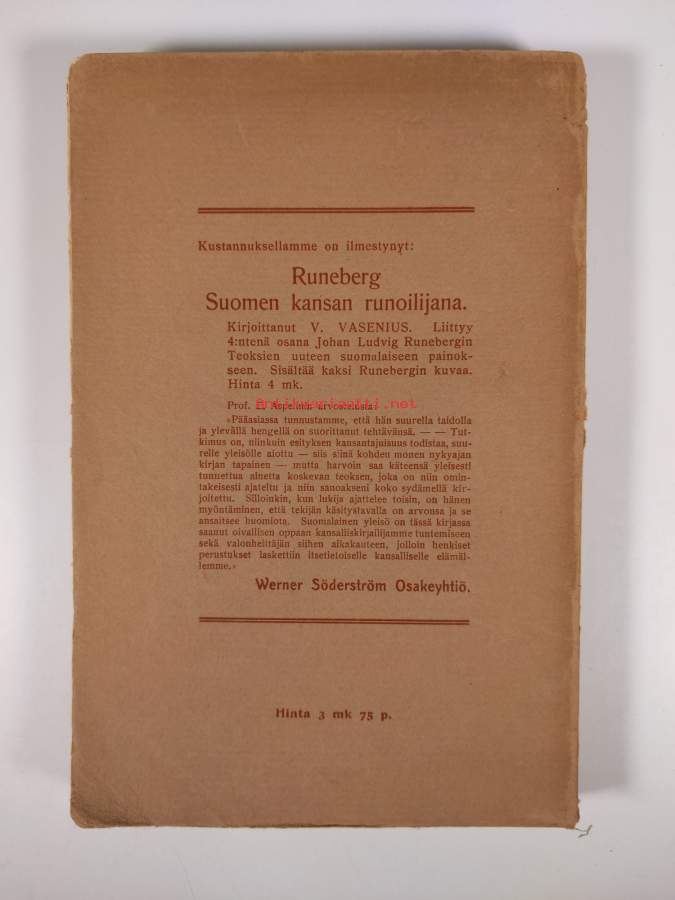 Kustannuksellamme on ilmestynyt:
Runeberg
Suomen kansan runoilijana.
Kirjoittanut V. VASENIUS. Liittyy
4:ntenä osana Johan Ludvig Runebergin
Teoksien uuteen suomalaiseen painok-
seen. Sisältää kaksi Runebergin kuvaa.
Hinta 4 mk.
antikvariaatti.net
Prof. E. Aspelinin arvostelusta:
»Pääasiassa tunnustamme, että hän suurella taidolla
ja ylevällä hengellä on suorittanut tehtävänsä. — — Tut-
kimus on, niinkuin esityksen kansantajuisuus todistaa, suu-
relle yleisölle aiottu — siis siinä kohden monen nykyajan
kirjan tapainen — mutta harvoin saa käteensä yleisesti
tunnettua ainetta koskevan teoksen, joka on niin omin-
takeisesti ajateltu ja niin sanoakseni koko sydämellä kir-
joitettu. Silloinkin, kun lukija ajattelee toisin, on hänen
myöntäminen, että tekijän käsitystavalla on arvonsa ja se
ansaitsee huomiota. Suomalainen yleisö on tässä kirjassa
saanut oivallisen oppaan kansalliskirjailijamme tuntemiseen
sekä valonheittäjän siihen aikakauteen, jolloin henkiset
perustukset laskettiin itsetietoiselle kansalliselle elämäl-
lemme.»
Werner Söderström Osakeyhtiö.
Hinta 3 mk 75 p.